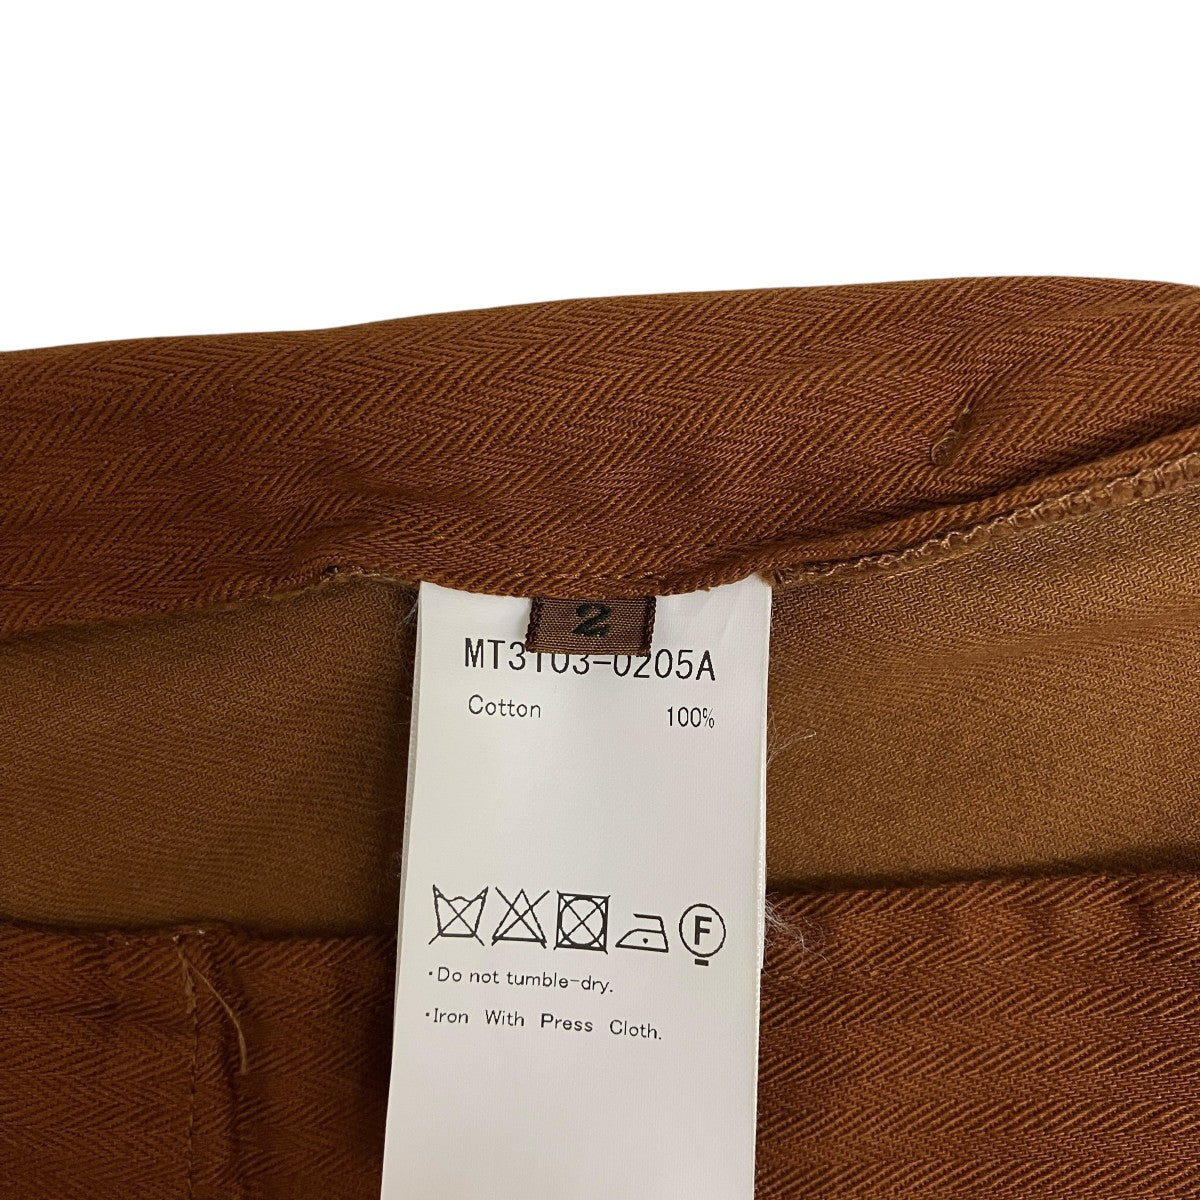 2
MT3103-0205A
Cotton 100%
F
・Do not tumble-dry.
・Iron With Press Cloth.